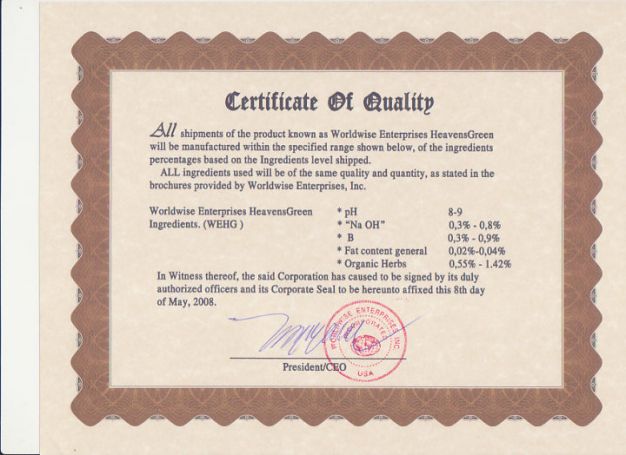 Certificate Of Quality
All shipments of the product known as Worldwise Enterprises HeavensGreen
will be manufactured within the specified range shown below, of the ingredients
percentages based on the Ingredients level shipped.
ALL ingredients used will be of the same quality and quantity, as stated in the
brochures provided by Worldwise Enterprises, Inc.
Worldwise Enterprises HeavensGreen * pH 8-9
Ingredients. (WEHG ) * "Na OH" 0,3% - 0,8%
* B 0,3% - 0,9%
* Fat content general 0,02%-0,04%
* Organic Herbs 0,55% - 1.42%
In Witness thereof, the said Corporation has caused to be signed by its duly
authorized officers and its Corporate Seal to be hereunto affixed this 8th day
of May, 2008.
WORLDWISE ENTERPRISES, INC.
INCORPORATED
USA
President/CEO